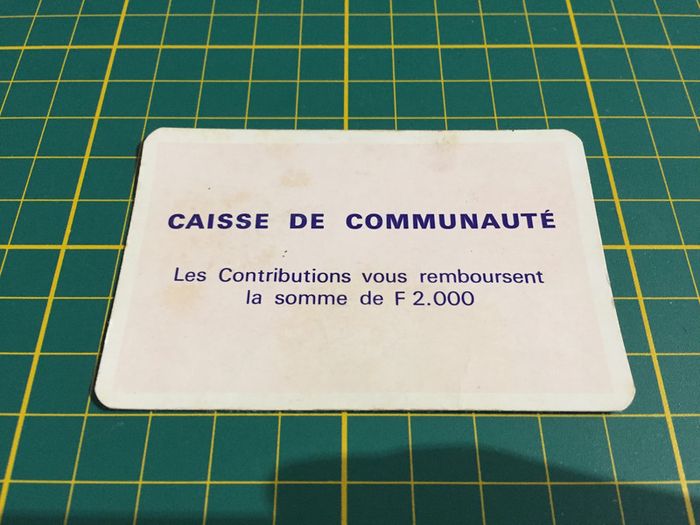 CAISSE DE COMMUNAUTÉ
Les Contributions vous remboursent
la somme de F 2.000